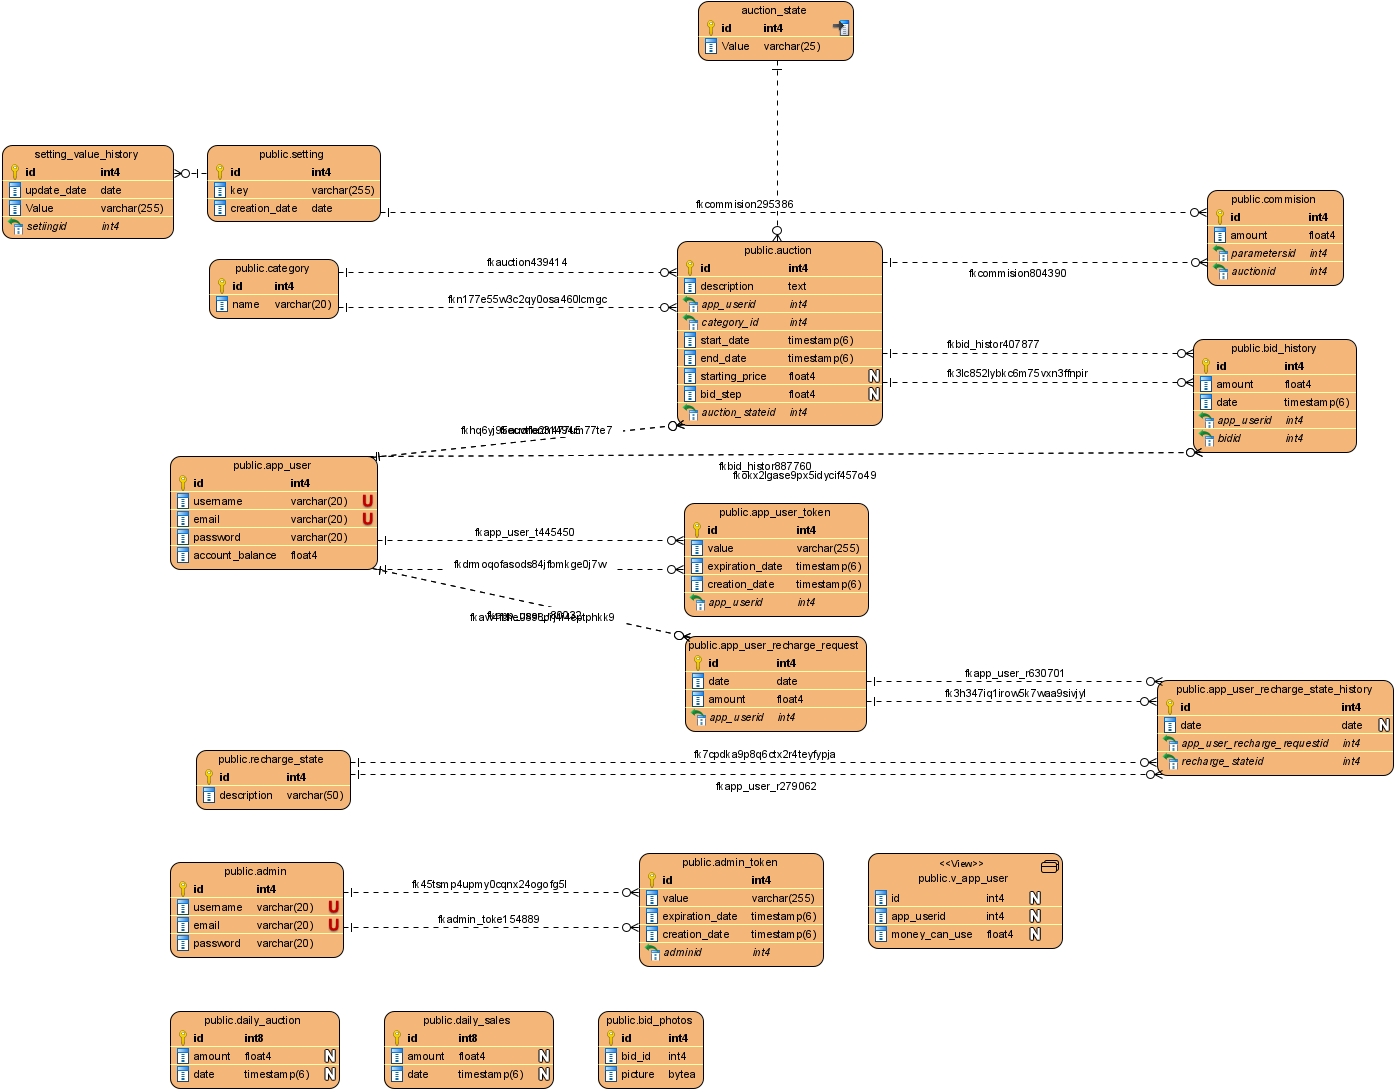 auction_state
id int4
Value varchar(25)
setting_value_history
id int4
update_date date
Value varchar(255)
setiingid int4
public.setting
id int4
key varchar(255)
creation_date date
fkcommision295386
public.commision
id int4
amount float4
parametersid int4
auctionid int4
public.category
id int4
name varchar(20)
fkauction439414
fkn177e55w3c2qy0osa460lcmgc
public.auction
id int4
description text
app_userid int4
category_id int4
start_date timestamp(6)
end_date timestamp(6)
starting_price float4 N
bid_step float4 N
auction_stateid int4
fkcommision804390
fkbid_histor407877
fk3lc852lybkc6m75vxn3ffnpir
public.bid_history
id int4
amount float4
date timestamp(6)
app_userid int4
bidid int4
fkbid_histor887760
fkokx2lgase9px5idycif457o49
public.app_user
id int4
username varchar(20) U
email varchar(20) U
password varchar(20)
account_balance float4
fkapp_user_t445450
fkdrmoqofasods84jfbmkge0j7w
public.app_user_token
id int4
value varchar(255)
expiration_date timestamp(6)
creation_date timestamp(6)
app_userid int4
public.app_user_recharge_request
id int4
date date
amount float4
app_userid int4
fkapp_user_r630701
fk3h347iq1irow5k7waa9sivjyl
public.app_user_recharge_state_history
id int4
date date N
app_user_recharge_requestid int4
recharge_stateid int4
public.recharge_state
id int4
description varchar(50)
fk7cpdka9p8q6ctx2r4teyfypja
fkapp_user_r279062
public.admin
id int4
username varchar(20) U
email varchar(20) U
password varchar(20)
fk45tsmp4upmy0cqnx24ogofg5l
fkadmin_toke154889
public.admin_token
id int4
value varchar(255)
expiration_date timestamp(6)
creation_date timestamp(6)
adminid int4
<<View>>
public.v_app_user
id int4 N
app_userid int4 N
money_can_use float4 N
public.daily_auction
id int8
amount float4 N
date timestamp(6) N
public.daily_sales
id int8
amount float4 N
date timestamp(6) N
public.bid_photos
id int4
bid_id int4
picture bytea